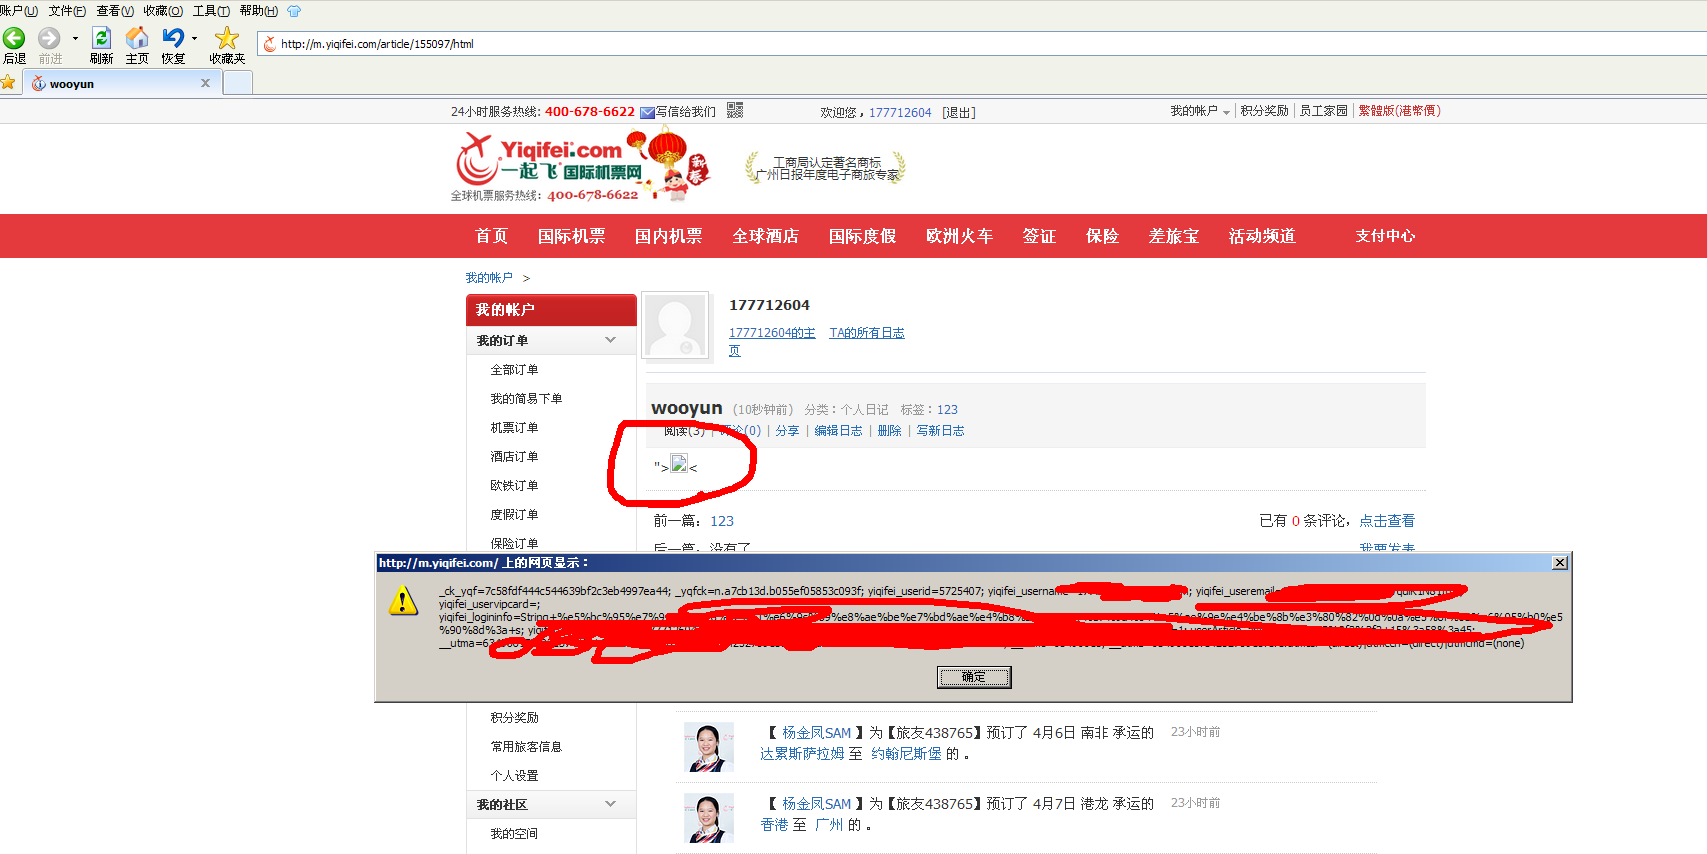 账户(U) 文件(F) 查看(V) 收藏(O) 工具(T) 帮助(H)
后退 前进 刷新 主页 恢复 收藏夹 http://m.yiqifei.com/article/155097/html
wooyun
24小时服务热线: 400-678-6622 写信给我们 欢迎您，177712604 [退出] 我的帐户 积分奖励 员工家园 繁體版(港幣價)
Yiqifei.com
一起飞国际机票网
新春
全球机票服务热线: 400-678-6622
工商局认定著名商标
广州日报年度电子商旅专家
首页 国际机票 国内机票 全球酒店 国际度假 欧洲火车 签证 保险 差旅宝 活动频道 支付中心
我的帐户 >
我的帐户
177712604
177712604的主页 TA的所有日志
我的订单
全部订单
我的简易下单
机票订单
酒店订单
欧铁订单
度假订单
保险订单
wooyun (10秒钟前) 分类：个人日记 标签：123
阅读(3) | 评论(0) | 分享 | 编辑日志 | 删除 | 写新日志
"> <
前一篇：123 已有 0 条评论，点击查看
后一篇：没有了 我要发表
http://m.yiqifei.com/ 上的网页显示：
_ck_yqf=7c58fdf444c544639bf2c3eb4997ea44; _yqfck=n.a7cb13d.b055ef05853c093f; yiqifei_userid=5725407; yiqifei_username= yiqifei_useremail=
yiqifei_uservipcard=;
yiqifei_logininfo=String+%e5%bc%95%e7%9
%90%8d%3a+s;
__utma= (direct)|utmccn=(direct)|utmcmd=(none)
确定
积分奖励
常用旅客信息
个人设置
我的社区
我的空间
【 杨金凤SAM 】为【旅友438765】预订了 4月6日 南非 承运的 23小时前
达累斯萨拉姆 至 约翰尼斯堡 的 。
【 杨金凤SAM 】为【旅友438765】预订了 4月7日 港龙 承运的 23小时前
香港 至 广州 的 。